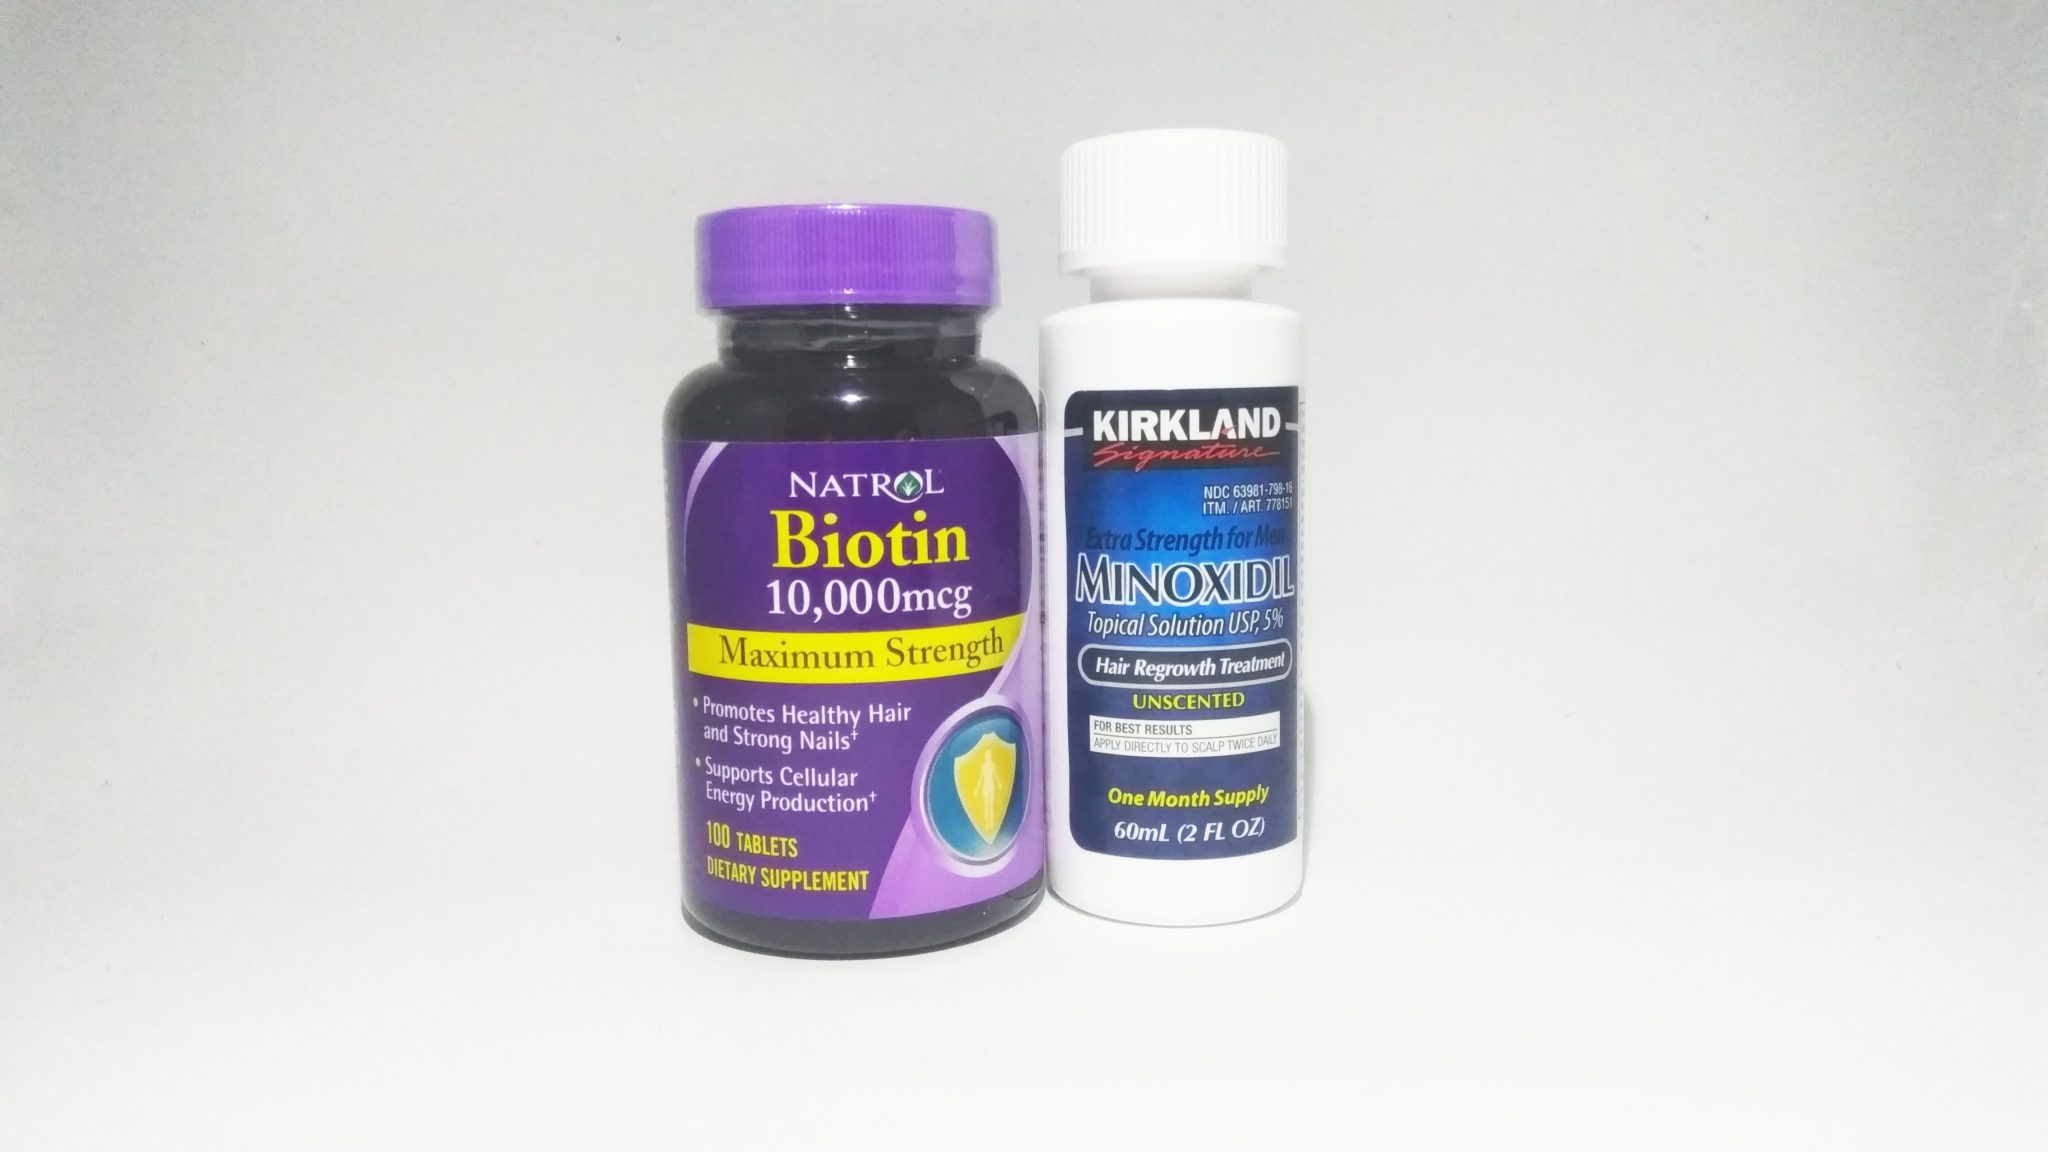 NATROL
Biotin
10,000mcg
Maximum Strength
• Promotes Healthy Hair
and Strong Nails†
• Supports Cellular
Energy Production†
100 TABLETS
DIETARY SUPPLEMENT
KIRKLAND
Signature
NDC 63981-798-16
ITM. / ART. 778151
Extra Strength for Men
MINOXIDIL
Topical Solution USP, 5%
Hair Regrowth Treatment
UNSCENTED
FOR BEST RESULTS
APPLY DIRECTLY TO SCALP TWICE DAILY
One Month Supply
60mL (2 FL OZ)